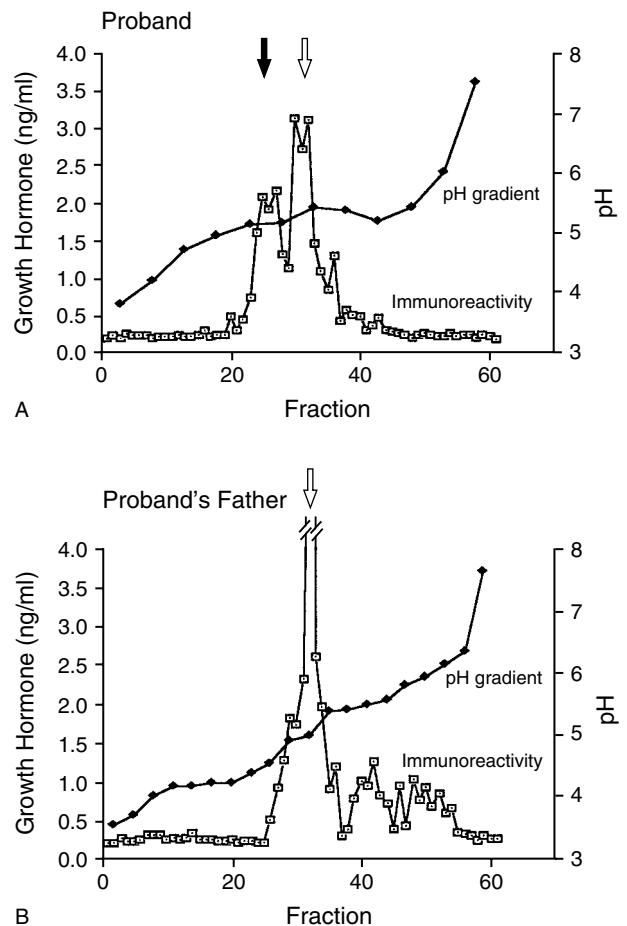 Proband
4.0
3.5
3.0
2.5
2.0
1.5
1.0
0.5
0.0
Growth Hormone (ng/ml)
8
7
6
5
4
3
pH
pH gradient
Immunoreactivity
0 20 40 60
A
Fraction
Proband's Father
4.0
3.5
3.0
2.5
2.0
1.5
1.0
0.5
0.0
Growth Hormone (ng/ml)
8
7
6
5
4
3
pH
pH gradient
Immunoreactivity
0 20 40 60
B
Fraction